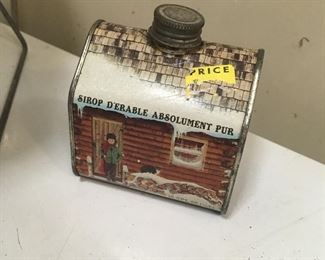 PRICE
SIROP D'ERABLE ABSOLUMENT PUR